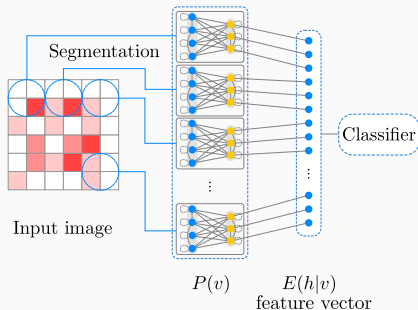 Segmentation
Classifier
Input image
P(v)
E(h|v)
feature vector